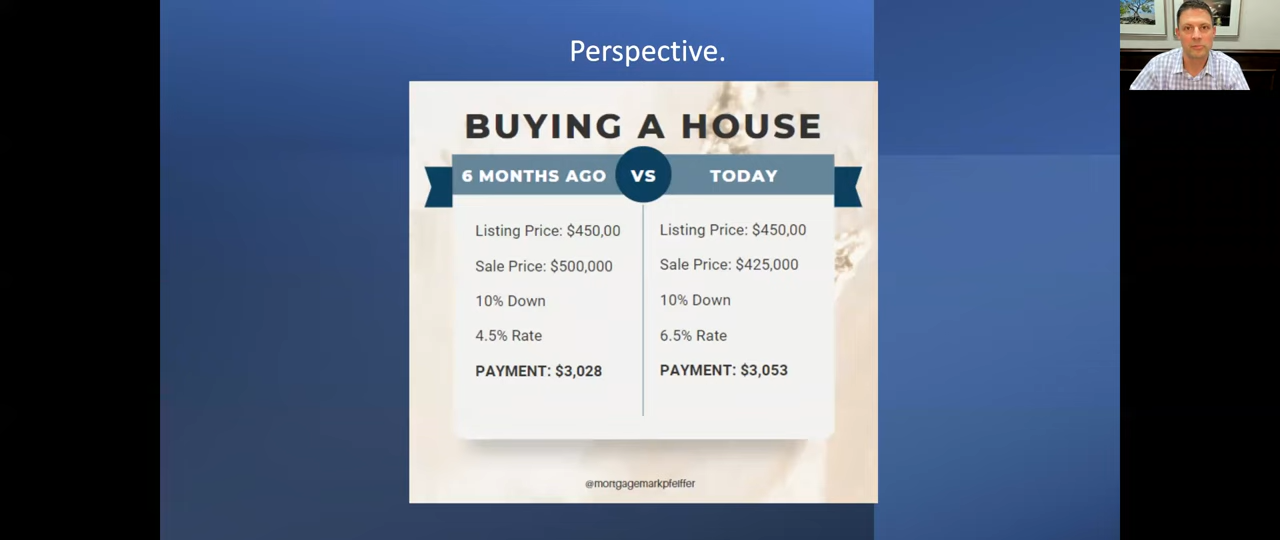 Perspective.
BUYING A HOUSE
6 MONTHS AGO VS TODAY
Listing Price: $450,00
Sale Price: $500,000
10% Down
4.5% Rate
PAYMENT: $3,028
Listing Price: $450,00
Sale Price: $425,000
10% Down
6.5% Rate
PAYMENT: $3,053
@mortgagemarkpfeiffer